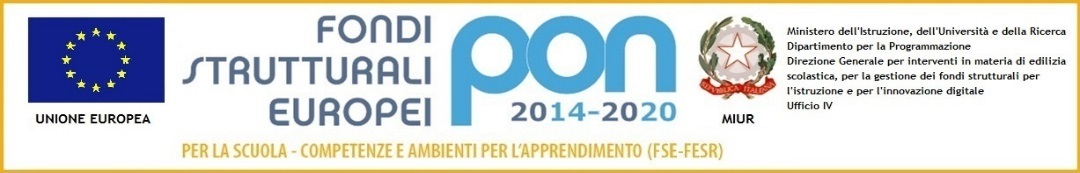 UNIONE EUROPEA
FONDI
STRUTTURALI
EUROPEI
pon
2014-2020
PER LA SCUOLA - COMPETENZE E AMBIENTI PER L'APPRENDIMENTO (FSE-FESR)
REPVBBLICA ITALIANA
MIUR
Ministero dell'Istruzione, dell'Università e della Ricerca
Dipartimento per la Programmazione
Direzione Generale per interventi in materia di edilizia
scolastica, per la gestione dei fondi strutturali per
l'istruzione e per l'innovazione digitale
Ufficio IV